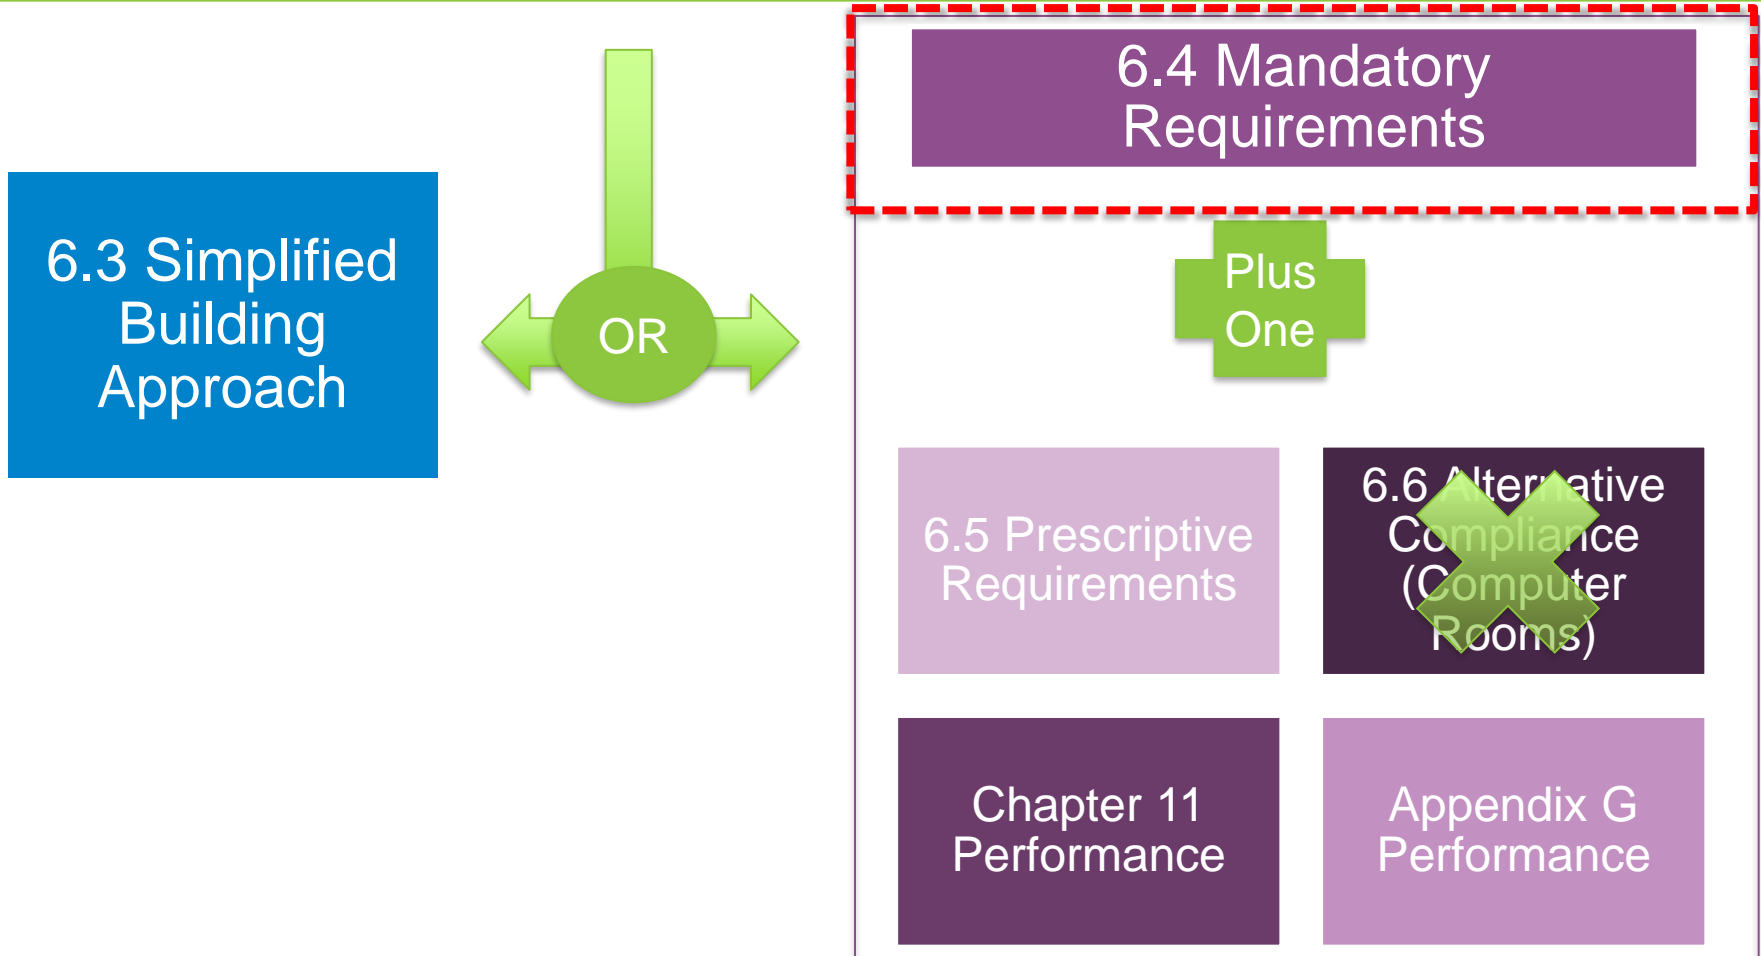 6.4 Mandatory
Requirements
6.3 Simplified
Building
Approach
OR
Plus
One
6.5 Prescriptive
Requirements
6.6 Alternative
Compliance
(Computer
Rooms)
Chapter 11
Performance
Appendix G
Performance